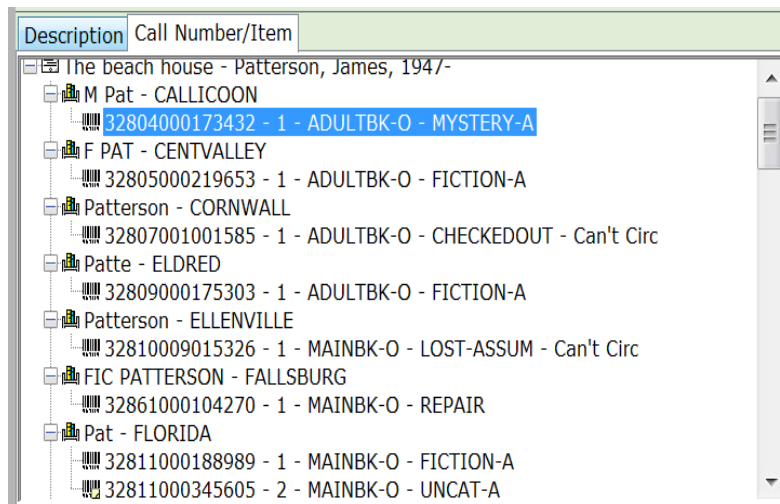 Description Call Number/Item
The beach house - Patterson, James, 1947-
M Pat - CALLICOON
32804000173432 - 1 - ADULTBK-O - MYSTERY-A
F PAT - CENTVALLEY
32805000219653 - 1 - ADULTBK-O - FICTION-A
Patterson - CORNWALL
32807001001585 - 1 - ADULTBK-O - CHECKEDOUT - Can't Circ
Patte - ELDRED
32809000175303 - 1 - ADULTBK-O - FICTION-A
Patterson - ELLENVILLE
32810009015326 - 1 - MAINBK-O - LOST-ASSUM - Can't Circ
FIC PATTERSON - FALLSBURG
32861000104270 - 1 - MAINBK-O - REPAIR
Pat - FLORIDA
32811000188989 - 1 - MAINBK-O - FICTION-A
32811000345605 - 2 - MAINBK-O - UNCAT-A